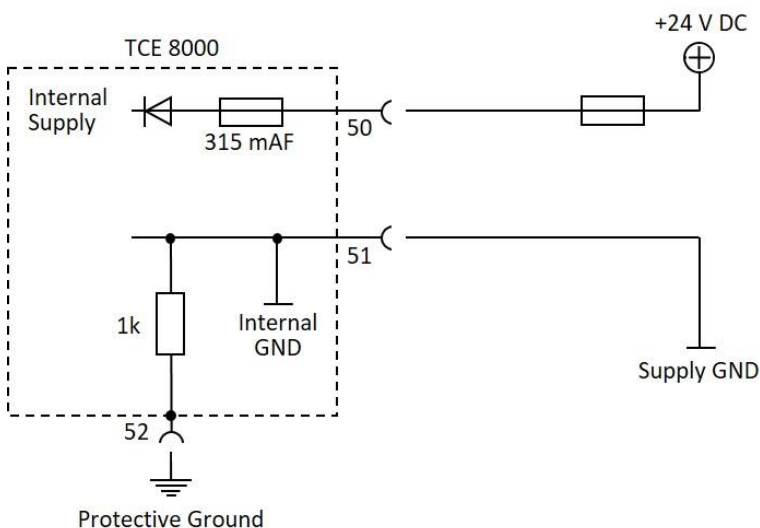 +24 V DC
TCE 8000
Internal
Supply
315 mAF
50
51
1k
Internal
GND
Supply GND
52
Protective Ground